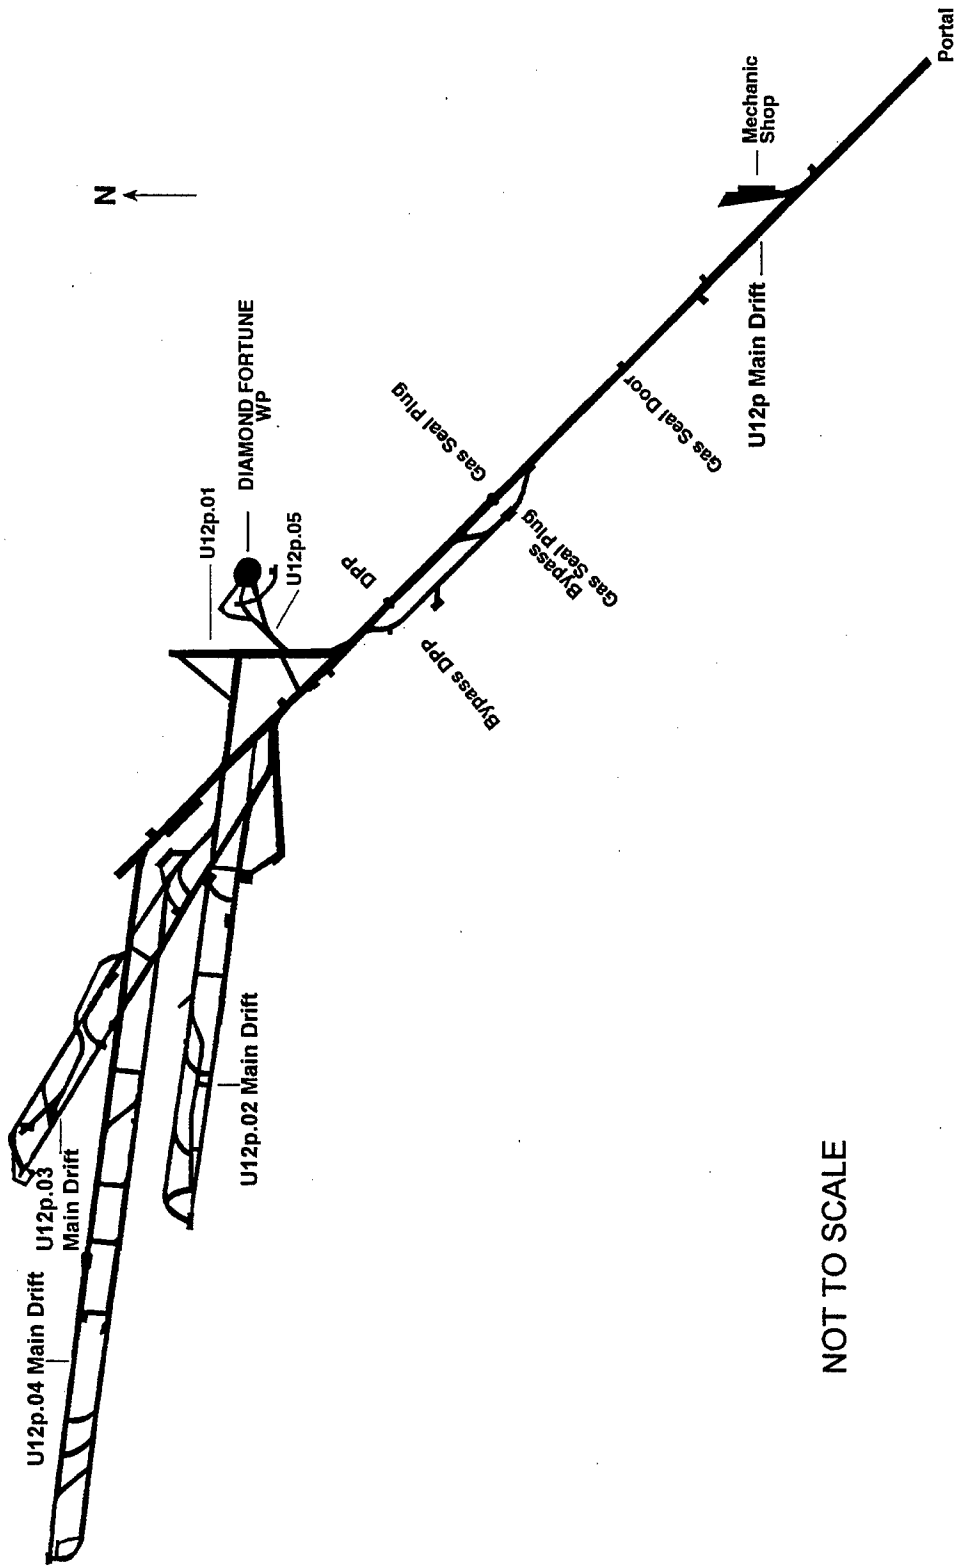 N
U12p.04 Main Drift
U12p.03
Main Drift
U12p.02 Main Drift
U12p.01
DIAMOND FORTUNE
WP
U12p.05
DPP
Bypass DPP
Gas Seal Plug
Bypass
Gas Seal Plug
Gas Seal Door
U12p Main Drift
Mechanic
Shop
Portal
NOT TO SCALE